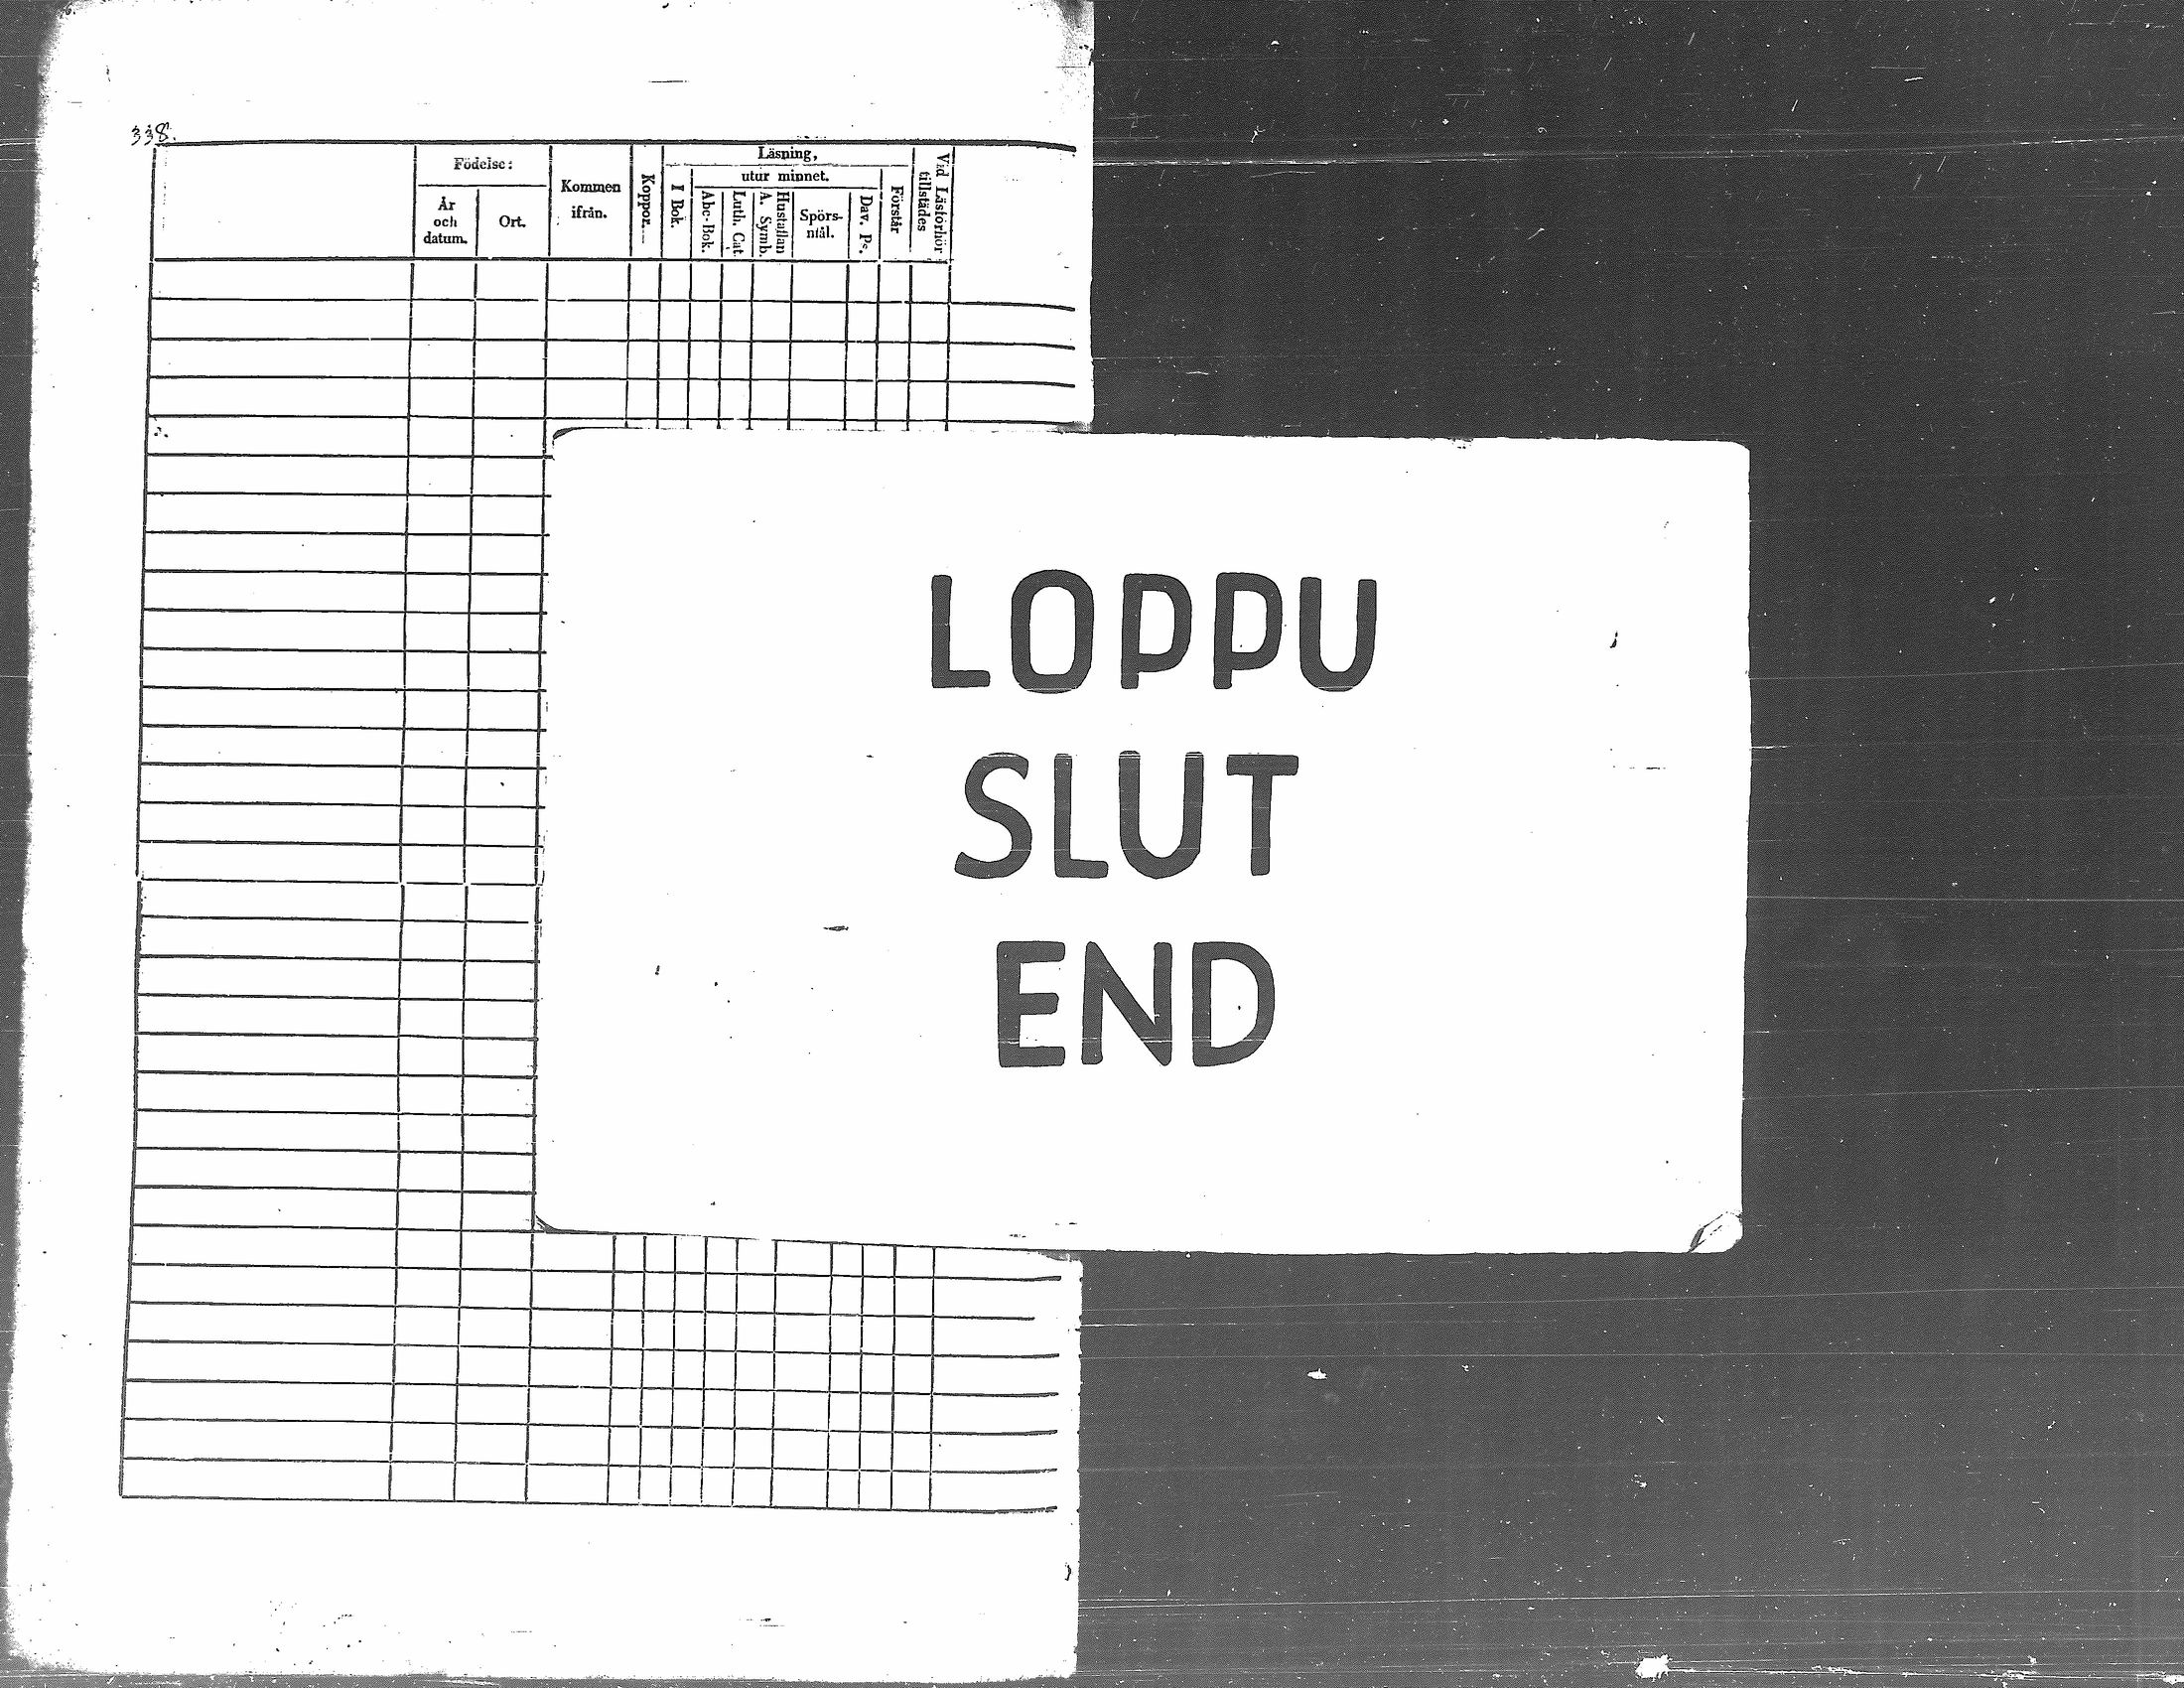 338.
Födelse:
År
och
datum.
Ort.
Kommen
ifrån.
Koppor.
Läsning,
I Bok.
utur minnet.
Abc-Bok.
Luth. Cat.
Hustaflan
A. Symb.
Spörs-
mål.
Dav. Ps.
Förstår
Vid Läsförhör
tillstädes
LOPPU
SLUT
END